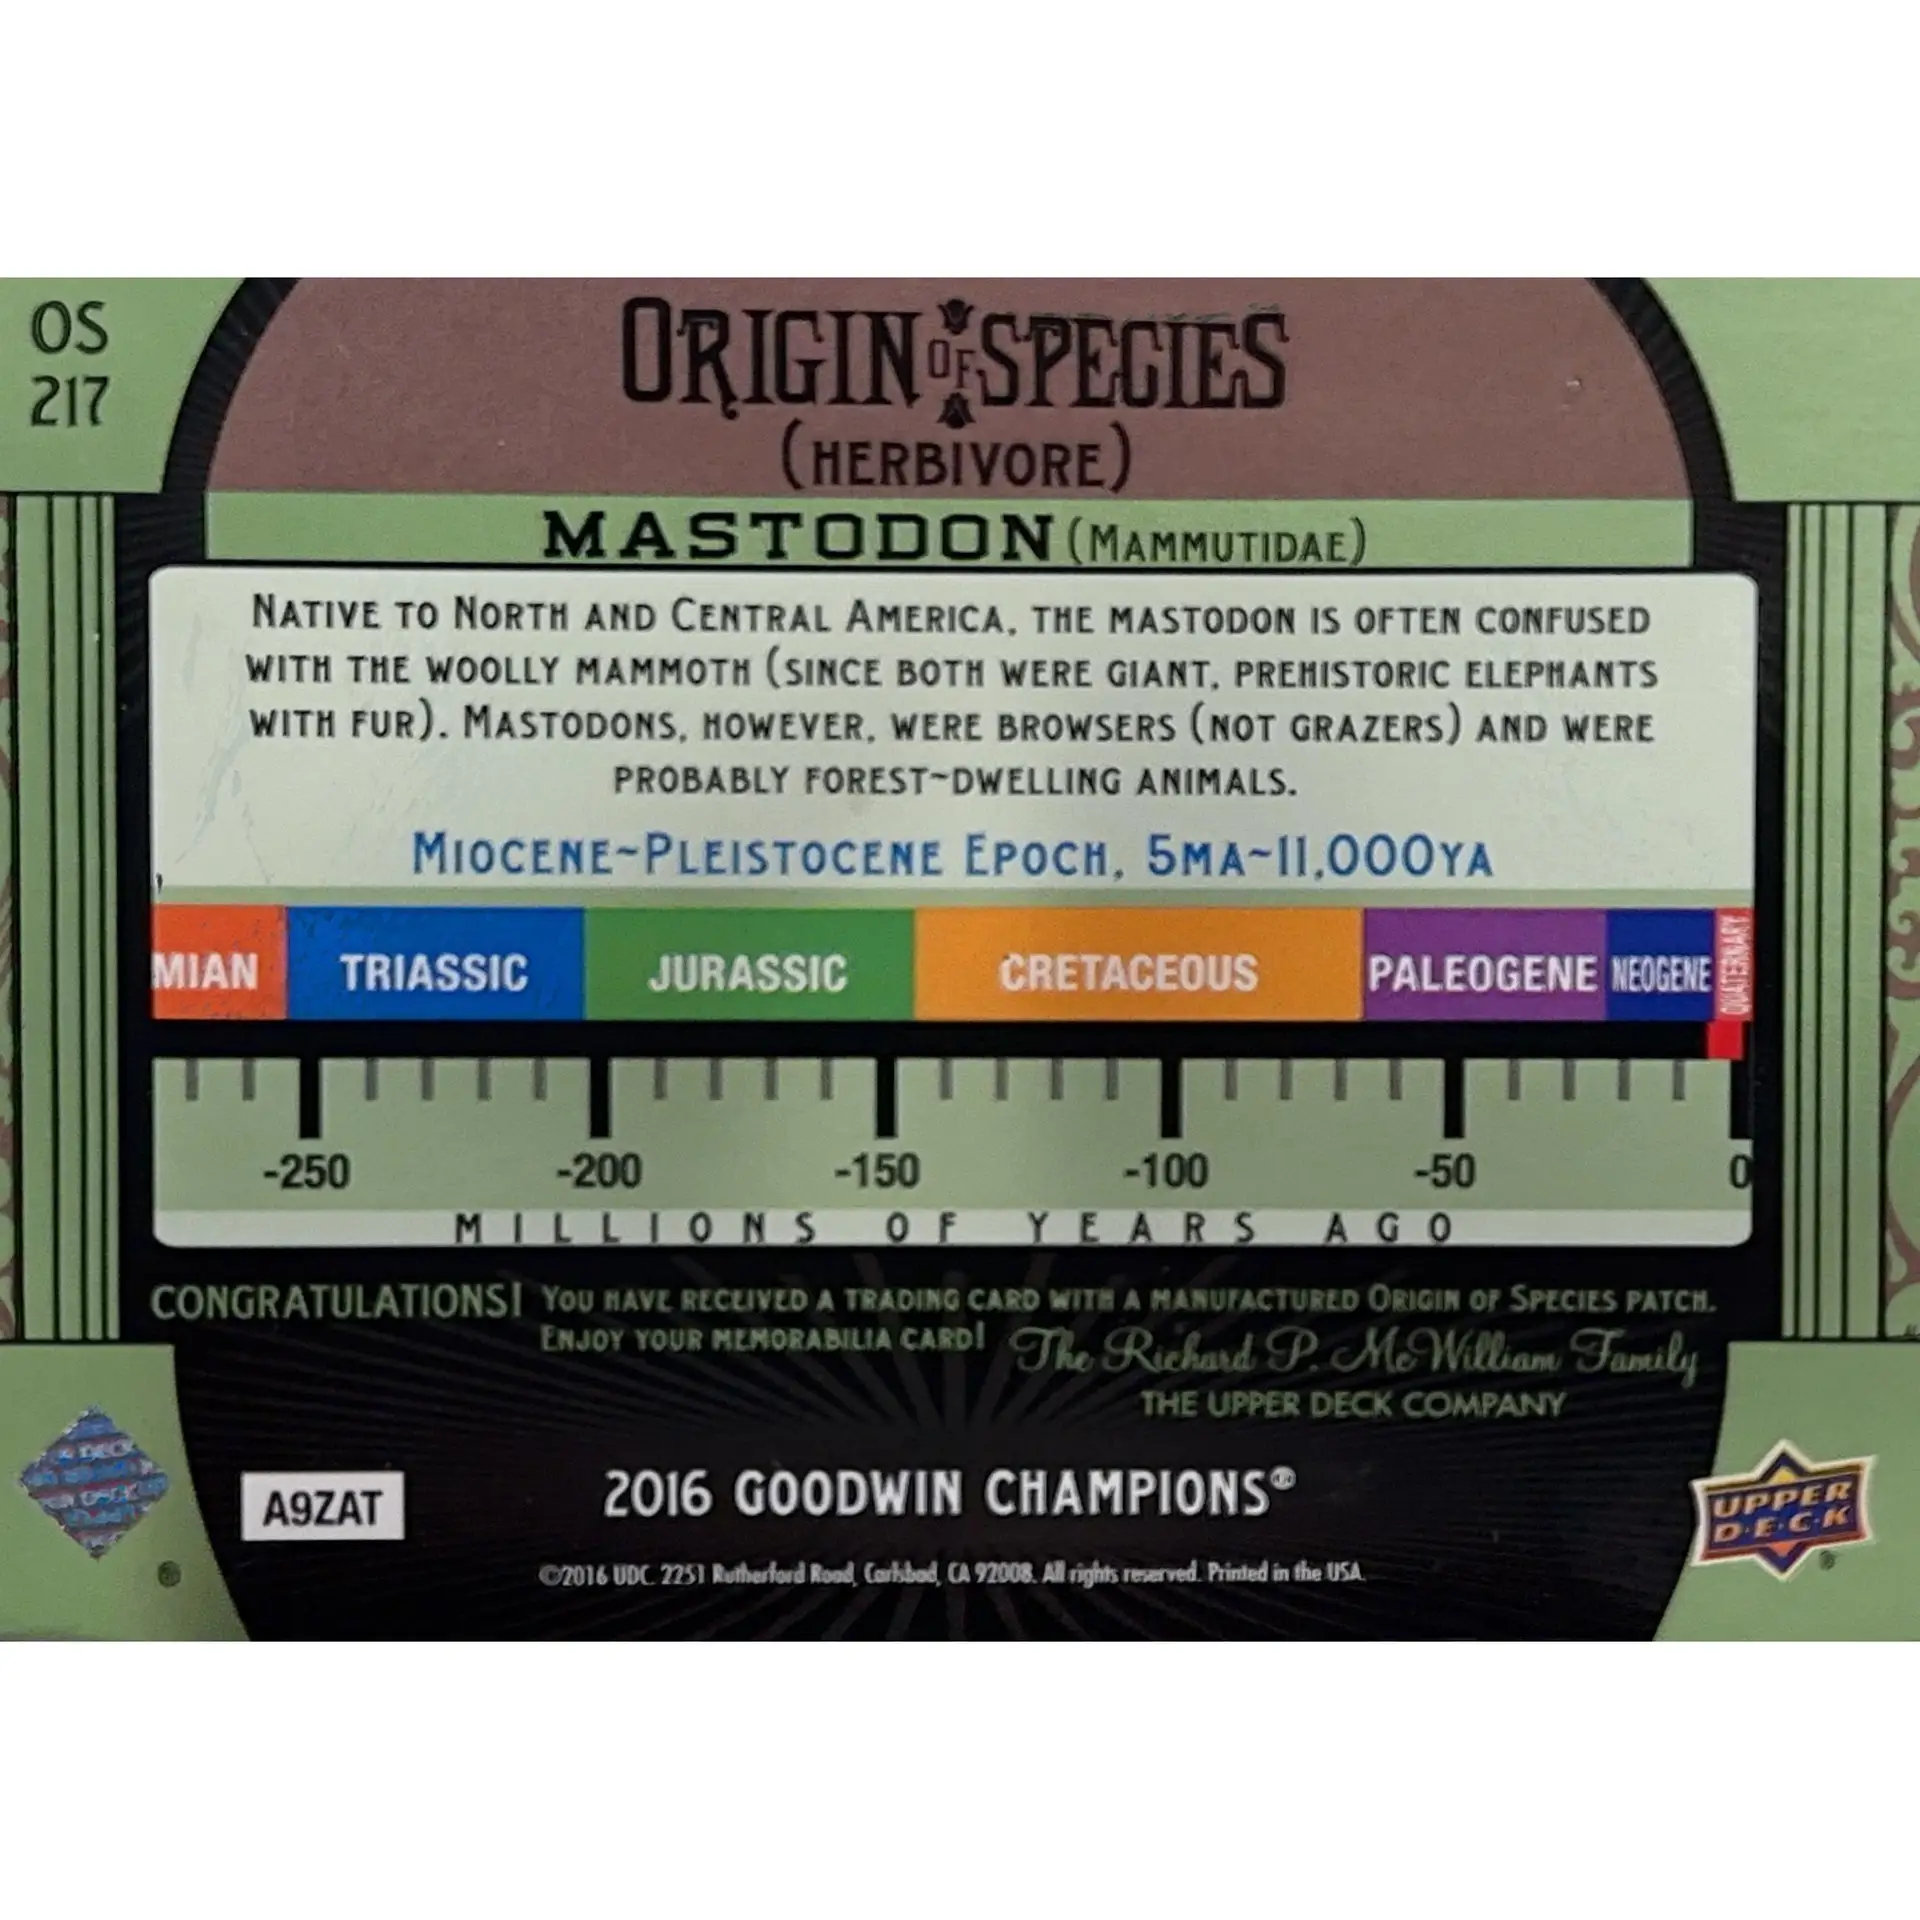 OS
217
ORIGIN OF SPECIES
(HERBIVORE)
MASTODON (MAMMUTIDAE)
NATIVE TO NORTH AND CENTRAL AMERICA, THE MASTODON IS OFTEN CONFUSED
WITH THE WOOLLY MAMMOTH (SINCE BOTH WERE GIANT, PREHISTORIC ELEPHANTS
WITH FUR). MASTODONS, HOWEVER, WERE BROWSERS (NOT GRAZERS) AND WERE
PROBABLY FOREST~DWELLING ANIMALS.
MIOCENE~PLEISTOCENE EPOCH, 5MA~11,000YA
MIAN TRIASSIC JURASSIC CRETACEOUS PALEOGENE NEOGENE QUATERNARY
-250 -200 -150 -100 -50 0
MILLIONS OF YEARS AGO
CONGRATULATIONS! YOU HAVE RECEIVED A TRADING CARD WITH A MANUFACTURED ORIGIN OF SPECIES PATCH.
ENJOY YOUR MEMORABILIA CARD! The Richard P. McWilliam Family
THE UPPER DECK COMPANY
A9ZAT
2016 GOODWIN CHAMPIONS®
UPPER
D·E·C·K
©2016 UDC. 2251 Rutherford Road, Carlsbad, CA 92008. All rights reserved. Printed in the USA.